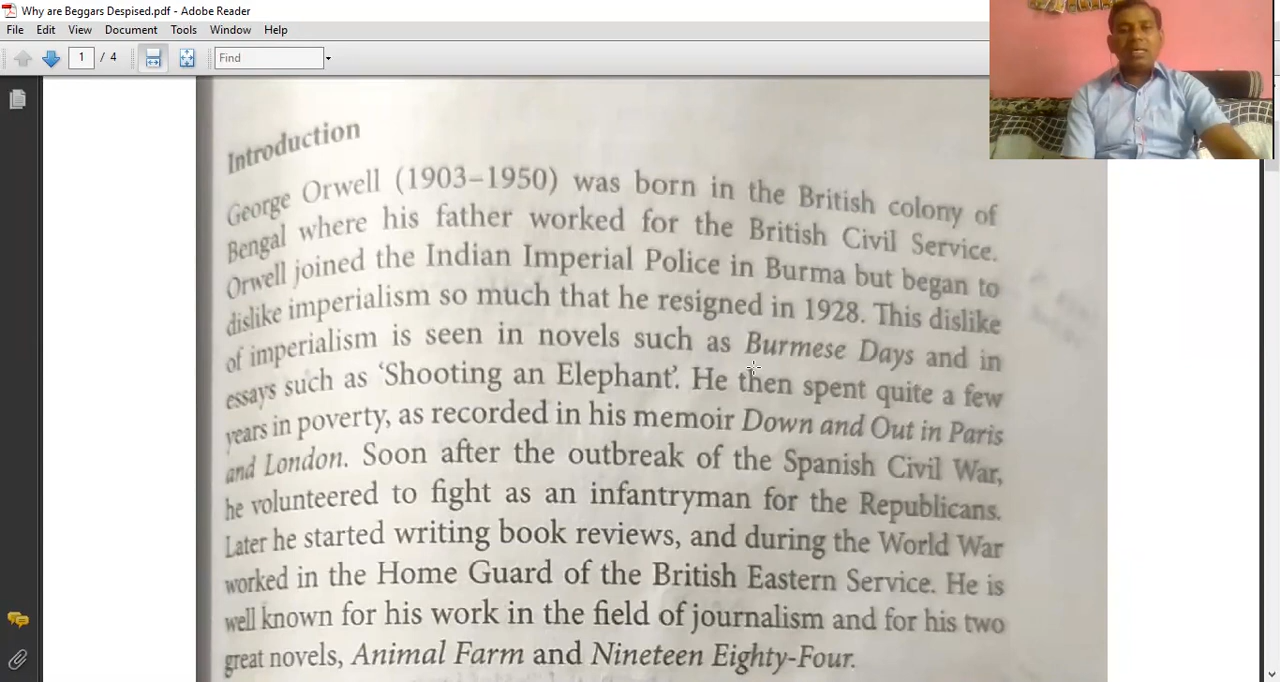 Why are Beggars Despised.pdf - Adobe Reader
File Edit View Document Tools Window Help
1 / 4 Find
Introduction
George Orwell (1903–1950) was born in the British colony of
Bengal where his father worked for the British Civil Service.
Orwell joined the Indian Imperial Police in Burma but began to
dislike imperialism so much that he resigned in 1928. This dislike
of imperialism is seen in novels such as Burmese Days and in
essays such as ‘Shooting an Elephant’. He then spent quite a few
years in poverty, as recorded in his memoir Down and Out in Paris
and London. Soon after the outbreak of the Spanish Civil War,
he volunteered to fight as an infantryman for the Republicans.
Later he started writing book reviews, and during the World War
worked in the Home Guard of the British Eastern Service. He is
well known for his work in the field of journalism and for his two
great novels, Animal Farm and Nineteen Eighty-Four.